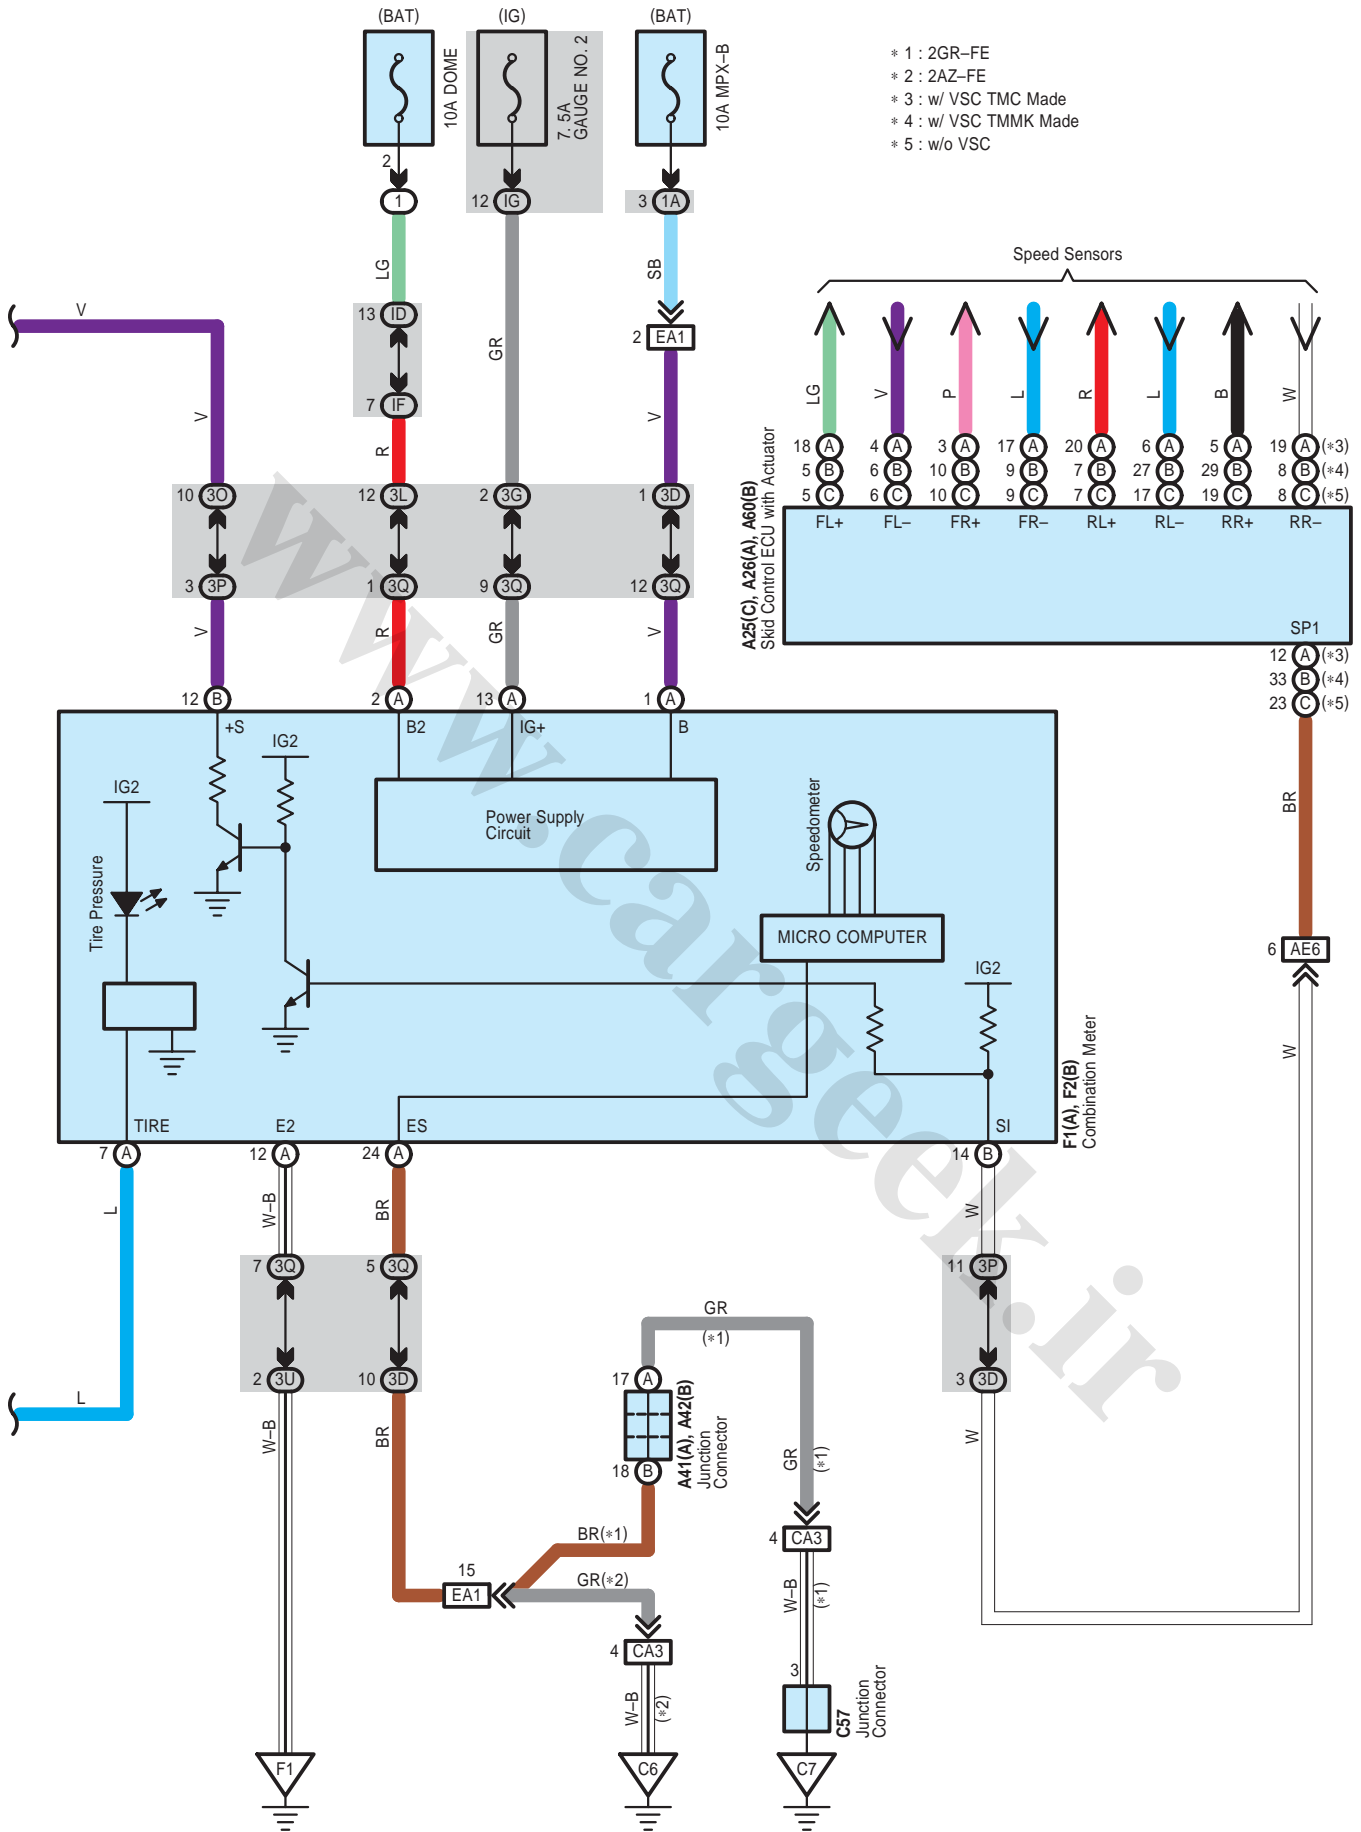 (BAT)
(IG)
(BAT)
10A DOME
7. 5A
GAUGE NO. 2
10A MPX–B
∗ 1 : 2GR–FE
∗ 2 : 2AZ–FE
∗ 3 : w/ VSC TMC Made
∗ 4 : w/ VSC TMMK Made
∗ 5 : w/o VSC
2
1
12 IG
3 1A
LG
GR
SB
Speed Sensors
V
13 ID
2 EA1
7 IF
V
R
V
LG
V
P
L
R
L
B
W
18 A
4 A
3 A
17 A
20 A
6 A
5 A
19 A (∗3)
5 B
6 B
10 B
9 B
7 B
27 B
29 B
8 B (∗4)
5 C
6 C
10 C
9 C
7 C
17 C
19 C
8 C (∗5)
FL+
FL–
FR+
FR–
RL+
RL–
RR+
RR–
A25(C), A26(A), A60(B)
Skid Control ECU with Actuator
SP1
12 A (∗3)
33 B (∗4)
23 C (∗5)
10 3O
12 3L
2 3G
1 3D
3 3P
1 3Q
9 3Q
12 3Q
V
R
GR
V
12 B
2 A
13 A
1 A
+S
B2
IG+
B
IG2
IG2
Power Supply
Circuit
Speedometer
Tire Pressure
MICRO COMPUTER
IG2
BR
6 AE6
W
F1(A), F2(B)
Combination Meter
TIRE
E2
ES
SI
7 A
12 A
24 A
14 B
L
W–B
BR
W
7 3Q
5 3Q
11 3P
2 3U
10 3D
3 3D
L
W–B
BR
W
GR
(∗1)
17 A
A41(A), A42(B)
Junction
Connector
18 B
GR
(∗1)
BR(∗1)
4 CA3
15
EA1
GR(∗2)
W–B
(∗1)
4 CA3
W–B
(∗2)
3
C57
Junction
Connector
F1
C6
C7
www.cargeek.ir